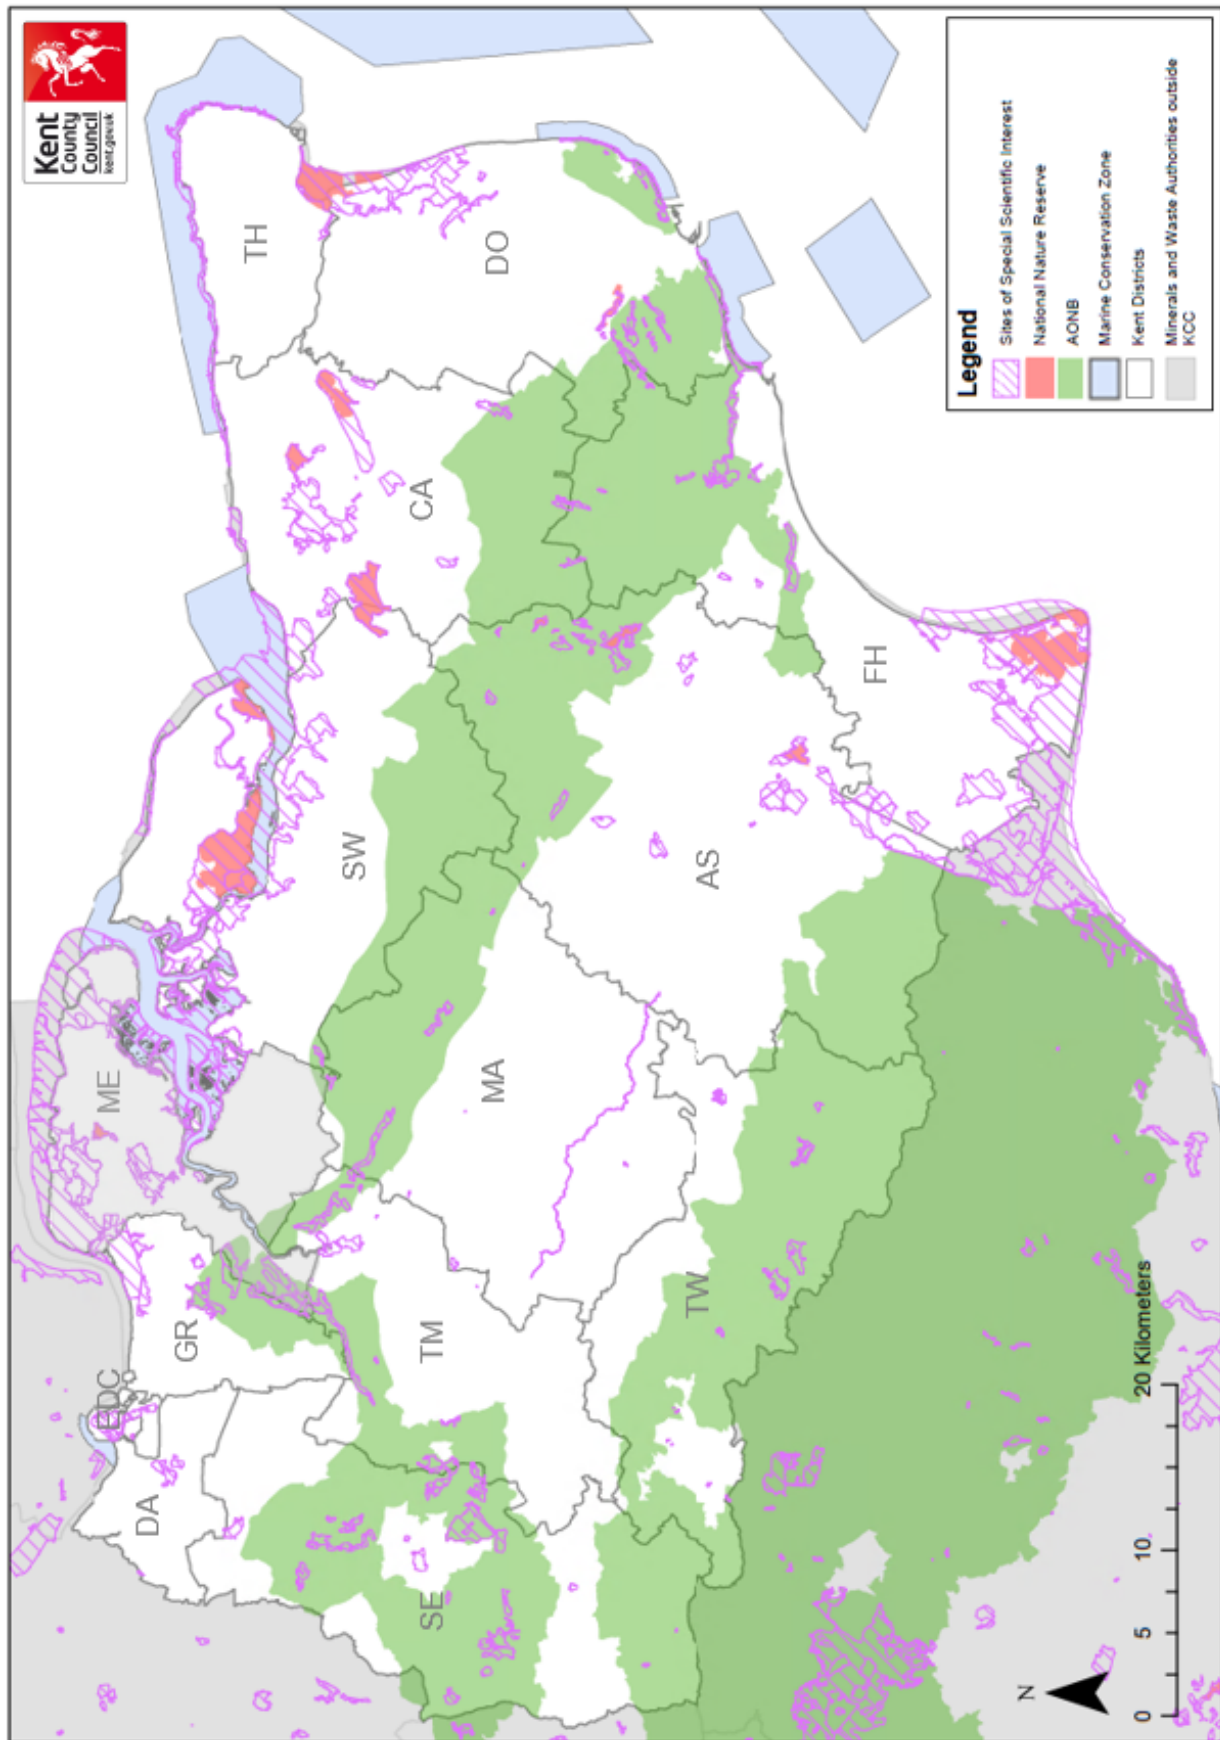 Kent
County
Council
kent.gov.uk
TH
DO
CA
FH
SW
AS
ME
MA
GR
TM
TW
EDC
DA
SE
Legend
Sites of Special Scientific Interest
National Nature Reserve
AONB
Marine Conservation Zone
Kent Districts
Minerals and Waste Authorities outside
KCC
N
0 5 10 20 Kilometers